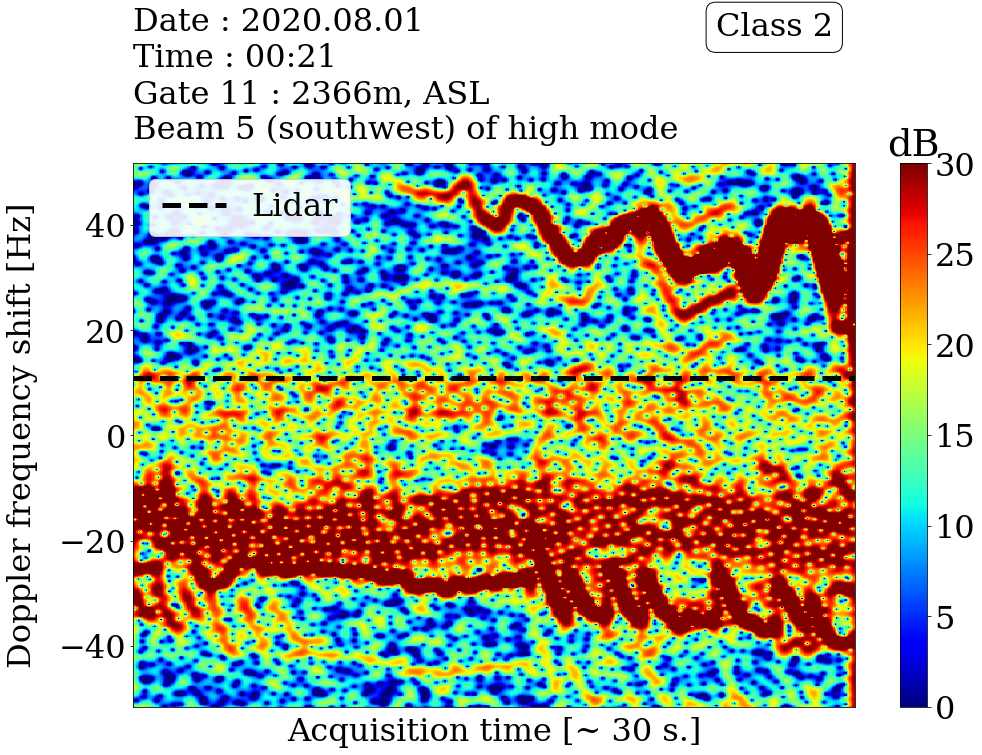 Date : 2020.08.01
Time : 00:21
Gate 11 : 2366m, ASL
Beam 5 (southwest) of high mode
Class 2
dB
Lidar
Doppler frequency shift [Hz]
40
20
0
−20
−40
30
25
20
15
10
5
0
Acquisition time [~ 30 s.]